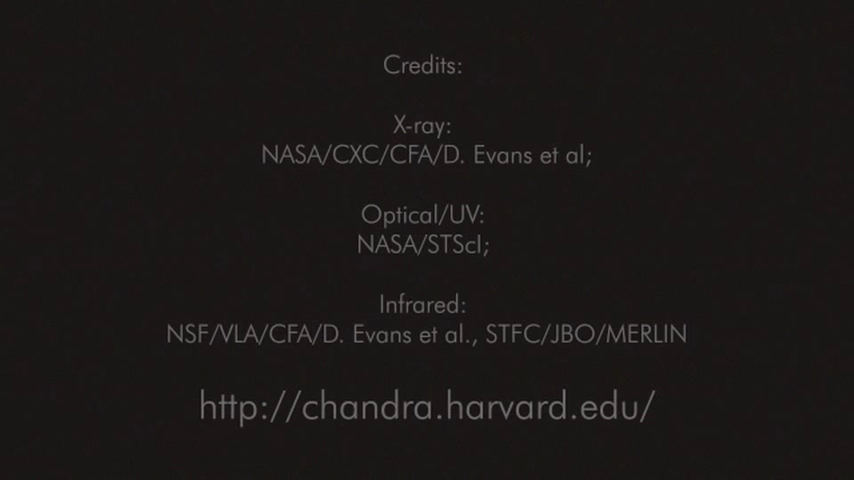 Credits:
X-ray:
NASA/CXC/CFA/D. Evans et al;
Optical/UV:
NASA/STScI;
Infrared:
NSF/VLA/CFA/D. Evans et al., STFC/JBO/MERLIN
http://chandra.harvard.edu/